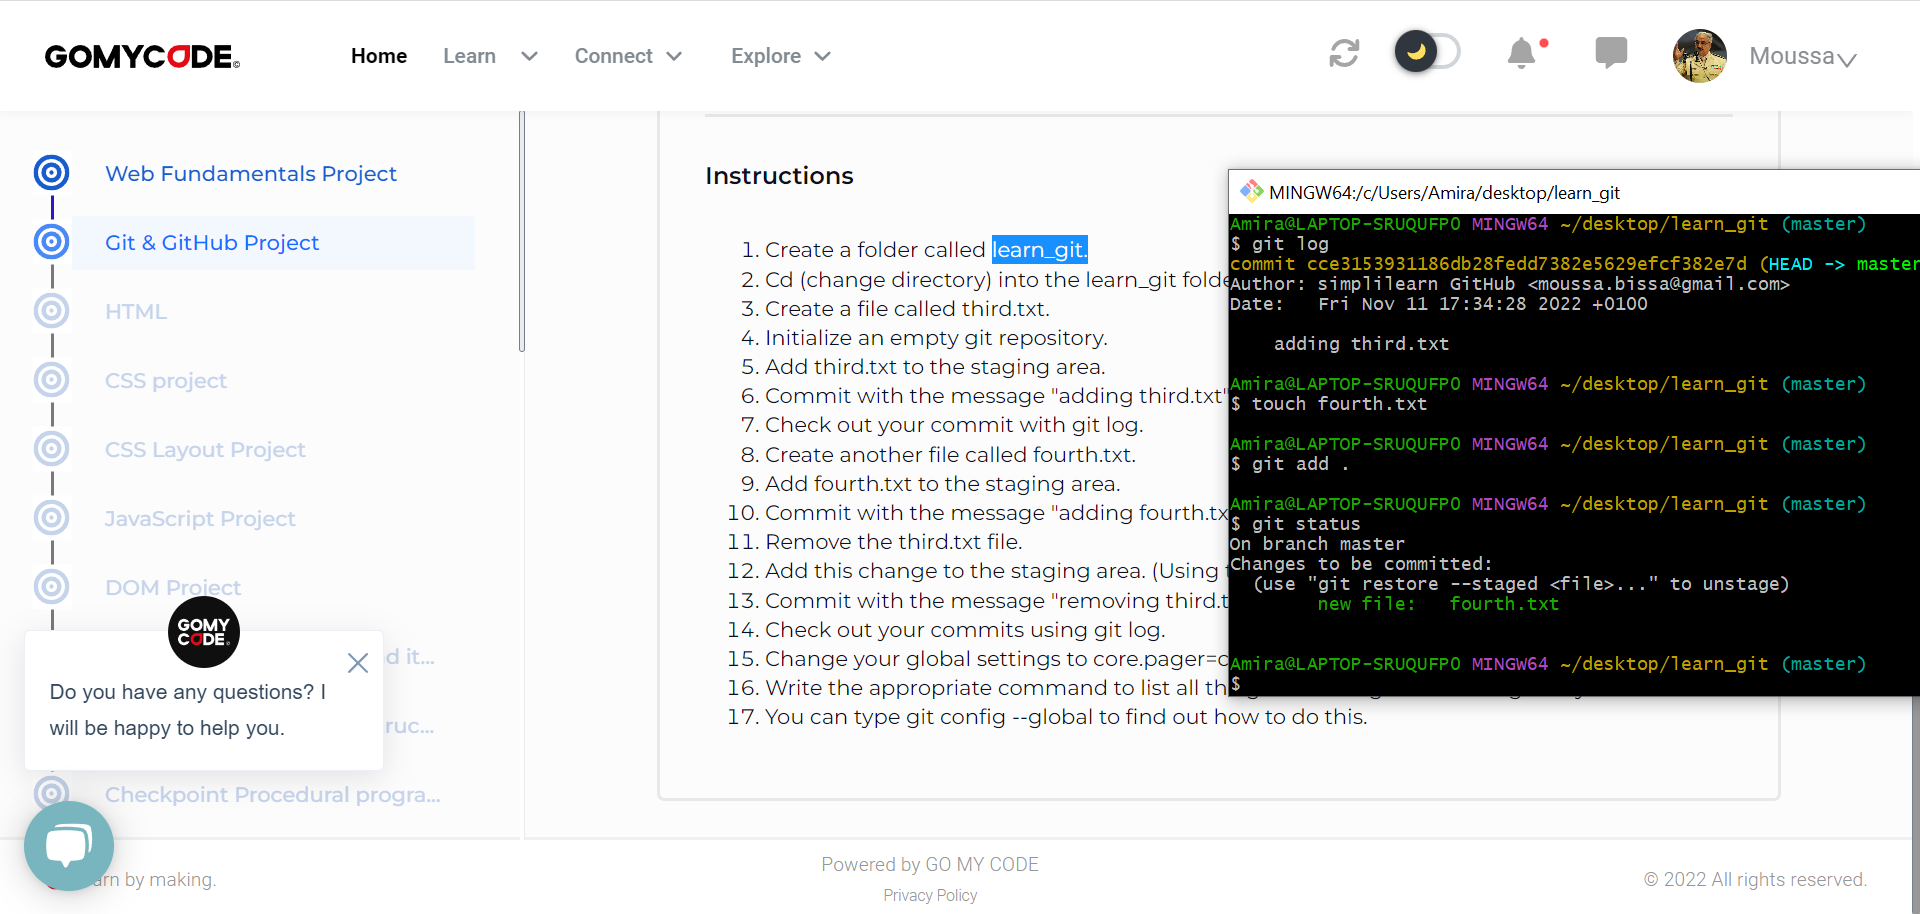 GOMYCODE
Home Learn Connect Explore
Moussa
Web Fundamentals Project
Git & GitHub Project
HTML
CSS project
CSS Layout Project
JavaScript Project
DOM Project
d it...
ruc...
Checkpoint Procedural progra...
GOMY
CODE
Do you have any questions? I
will be happy to help you.
Instructions
1. Create a folder called learn_git.
2. Cd (change directory) into the learn_git folde
3. Create a file called third.txt.
4. Initialize an empty git repository.
5. Add third.txt to the staging area.
6. Commit with the message "adding third.txt"
7. Check out your commit with git log.
8. Create another file called fourth.txt.
9. Add fourth.txt to the staging area.
10. Commit with the message "adding fourth.tx
11. Remove the third.txt file.
12. Add this change to the staging area. (Using
13. Commit with the message "removing third.t
14. Check out your commits using git log.
15. Change your global settings to core.pager=c
16. Write the appropriate command to list all th
17. You can type git config --global to find out how to do this.
MINGW64:/c/Users/Amira/desktop/learn_git
Amira@LAPTOP-SRUQUFPO MINGW64 ~/desktop/learn_git (master)
$ git log
commit cce3153931186db28fedd7382e5629efcf382e7d (HEAD -> master
Author: simplilearn GitHub <moussa.bissa@gmail.com>
Date:   Fri Nov 11 17:34:28 2022 +0100
adding third.txt
Amira@LAPTOP-SRUQUFPO MINGW64 ~/desktop/learn_git (master)
$ touch fourth.txt
Amira@LAPTOP-SRUQUFPO MINGW64 ~/desktop/learn_git (master)
$ git add .
Amira@LAPTOP-SRUQUFPO MINGW64 ~/desktop/learn_git (master)
$ git status
On branch master
Changes to be committed:
(use "git restore --staged <file>..." to unstage)
new file:   fourth.txt
Amira@LAPTOP-SRUQUFPO MINGW64 ~/desktop/learn_git (master)
$
arn by making.
Powered by GO MY CODE
Privacy Policy
© 2022 All rights reserved.